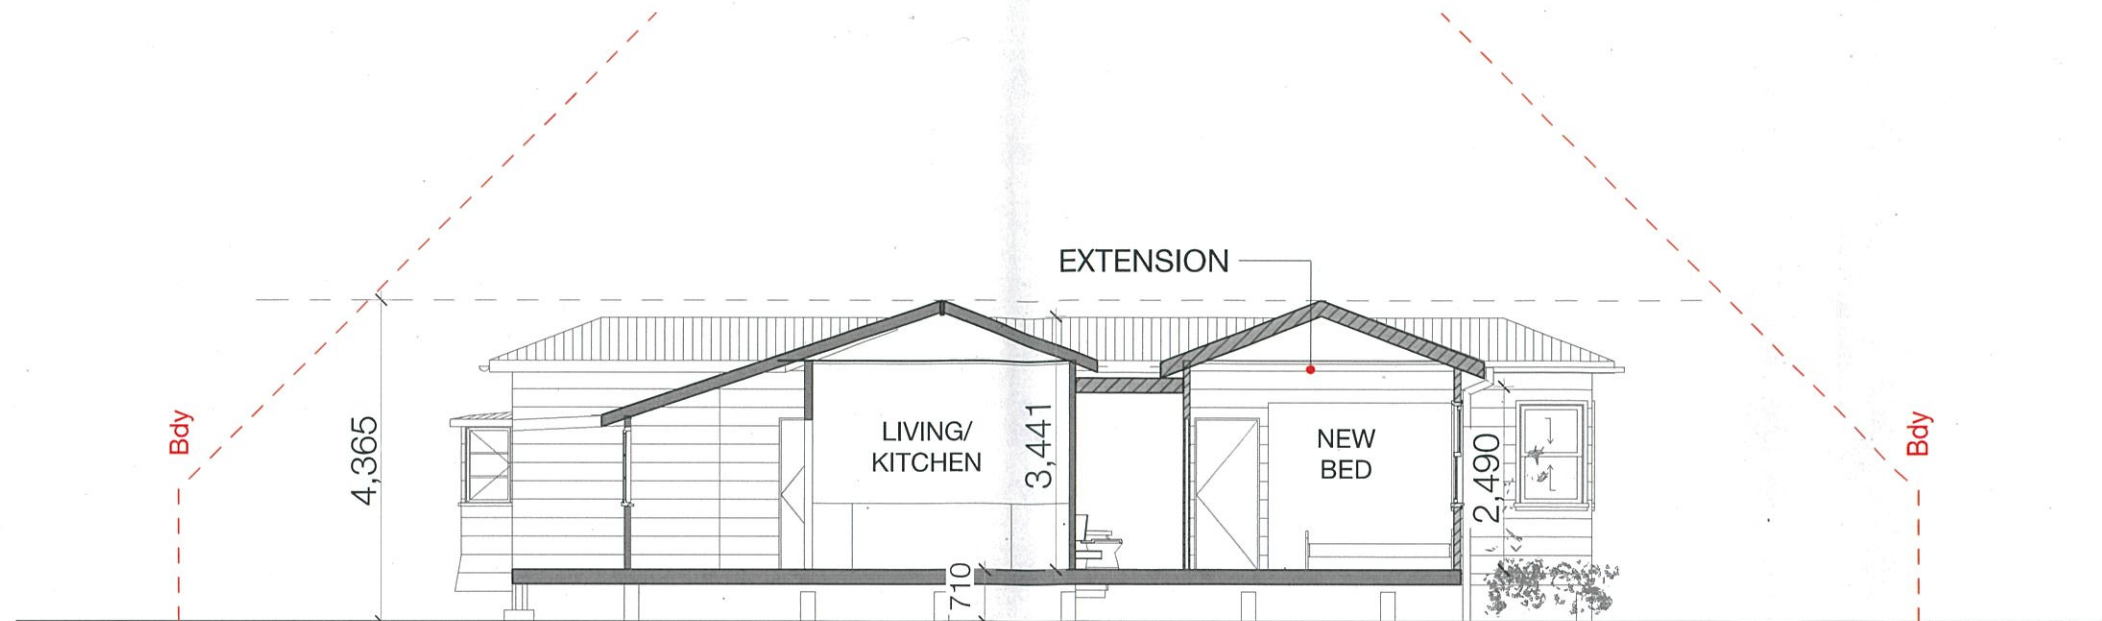 EXTENSION
Bdy
4,365
LIVING/
KITCHEN
3,441
NEW
BED
2,490
Bdy
710